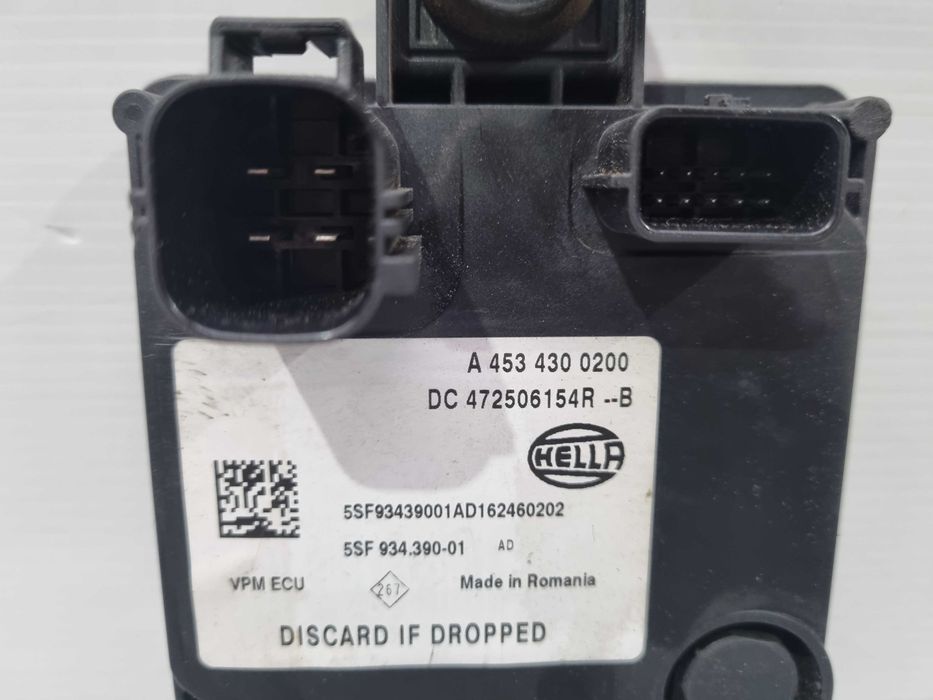 A 453 430 0200
DC 472506154R --B
HELLA
5SF93439001AD162460202
5SF 934.390-01 AD
VPM ECU 267 Made in Romania
DISCARD IF DROPPED